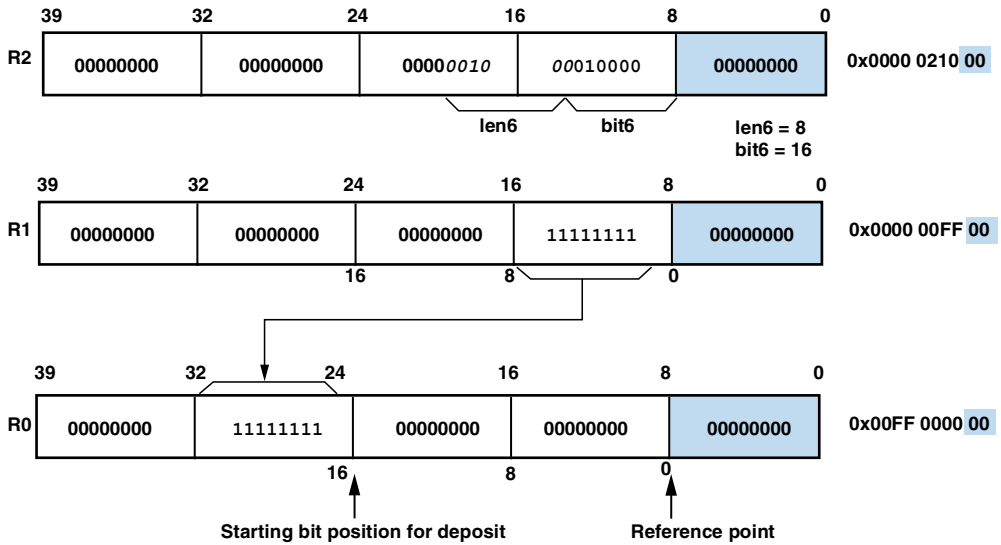 39 32 24 16 8 0
R2 00000000 00000000 00000010 00010000 00000000 0x0000 0210 00
len6 bit6 len6 = 8
bit6 = 16
39 32 24 16 8 0
R1 00000000 00000000 00000000 11111111 00000000 0x0000 00FF 00
16 8 0
39 32 24 16 8 0
R0 00000000 11111111 00000000 00000000 00000000 0x00FF 0000 00
16 8 0
Starting bit position for deposit Reference point